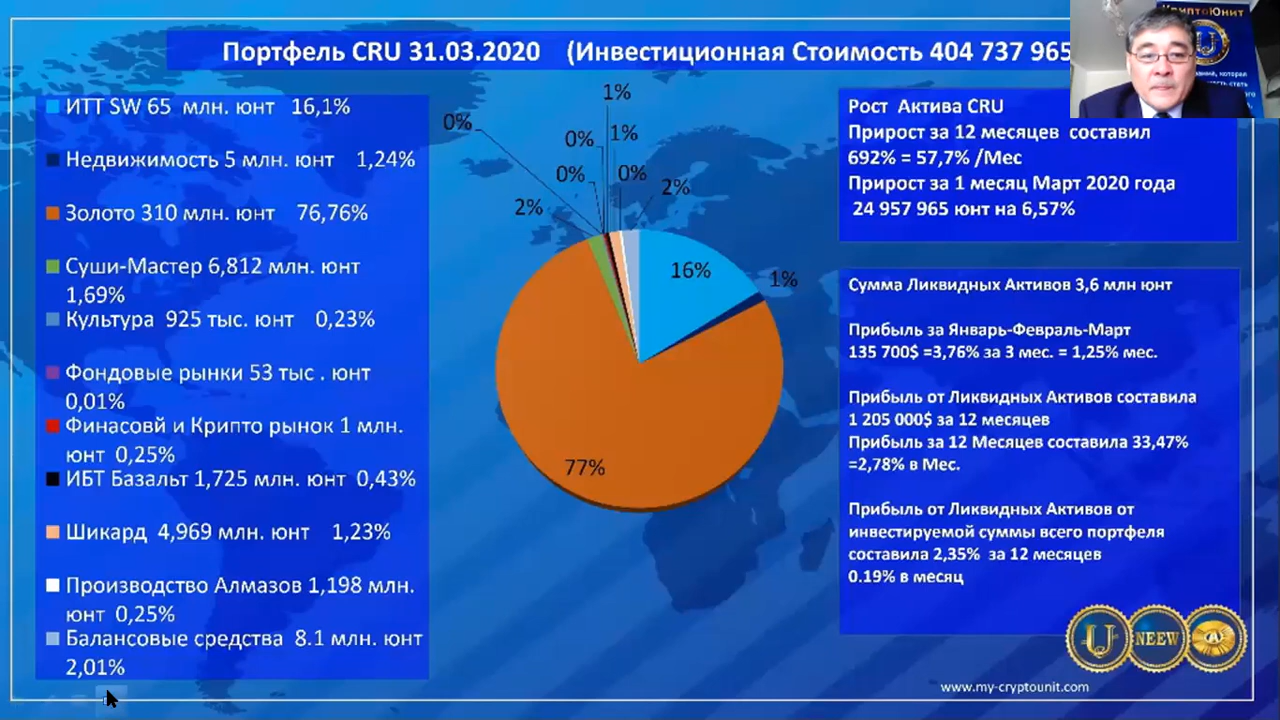 Портфель CRU 31.03.2020 (Инвестиционная Стоимость 404 737 965
КриптоЮнит
ИТТ SW 65 млн. юнт 16,1%
Недвижимость 5 млн. юнт 1,24%
Золото 310 млн. юнт 76,76%
Суши-Мастер 6,812 млн. юнт
1,69%
Культура 925 тыс. юнт 0,23%
Фондовые рынки 53 тыс . юнт
0,01%
Финасовй и Крипто рынок 1 млн.
юнт 0,25%
ИБТ Базальт 1,725 млн. юнт 0,43%
Шикард 4,969 млн. юнт 1,23%
Производство Алмазов 1,198 млн.
юнт 0,25%
Балансовые средства 8.1 млн. юнт
2,01%
1%
0%
0%
1%
0%
0%
2%
2%
16%
1%
77%
Рост Актива CRU
Прирост за 12 месяцев составил
692% = 57,7% /Мес
Прирост за 1 месяц Март 2020 года
24 957 965 юнт на 6,57%
Сумма Ликвидных Активов 3,6 млн юнт
Прибыль за Январь-Февраль-Март
135 700$ =3,76% за 3 мес. = 1,25% мес.
Прибыль от Ликвидных Активов составила
1 205 000$ за 12 месяцев
Прибыль за 12 Месяцев составила 33,47%
=2,78% в Мес.
Прибыль от Ликвидных Активов от
инвестируемой суммы всего портфеля
составила 2,35% за 12 месяцев
0.19% в месяц
U
NEEW
www.my-cryptounit.com